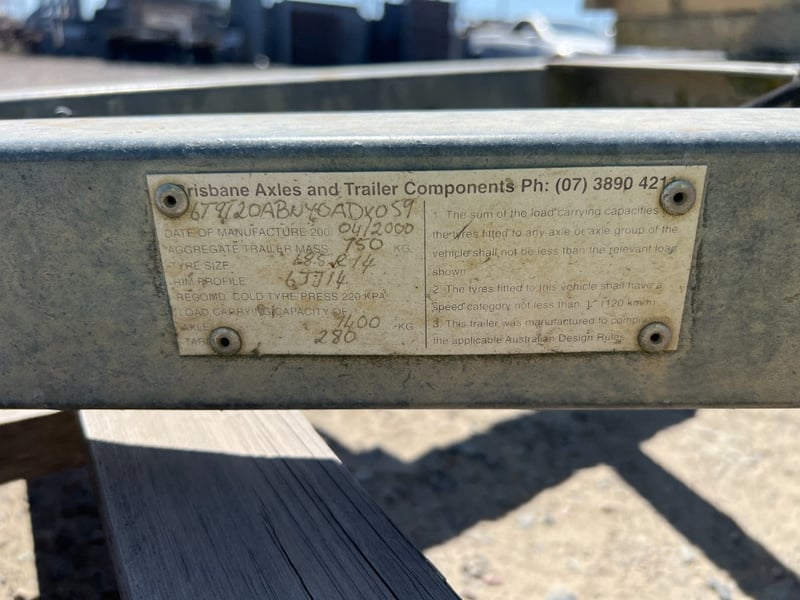 Brisbane Axles and Trailer Components Ph: (07) 3890 421
6T9T20ABNY0ADX059
DATE OF MANUFACTURE 200 04/2000
AGGREGATE TRAILER MASS 750 KG.
TYRE SIZE
R14
RIM PROFILE 6JJ14
RECOMD. COLD TYRE PRESS 220 KPA
LOAD CARRYING CAPACITY OF
AXLE 1400 KG
TARE 280
1. The sum of the load carrying capacities of
the tyres fitted to any axle or axle group of the
vehicle shall not be less than the relevant load
shown
2. The tyres fitted to this vehicle shall have a
Speed category not less than "L" (120 km/h)
3. This trailer was manufactured to comply
the applicable Australian Design Rules